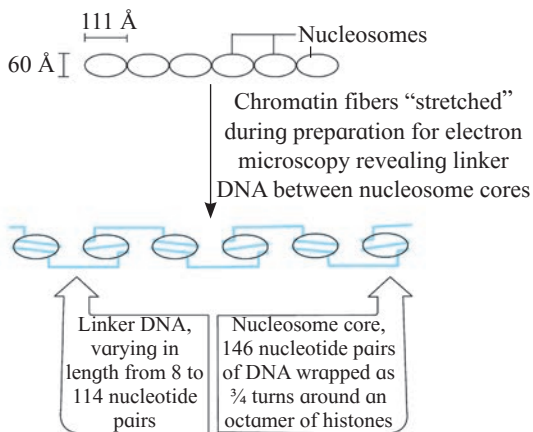 111 Å
Nucleosomes
60 Å
Chromatin fibers “stretched”
during preparation for electron
microscopy revealing linker
DNA between nucleosome cores
Linker DNA,
varying in
length from 8 to
114 nucleotide
pairs
Nucleosome core,
146 nucleotide pairs
of DNA wrapped as
¾ turns around an
octamer of histones